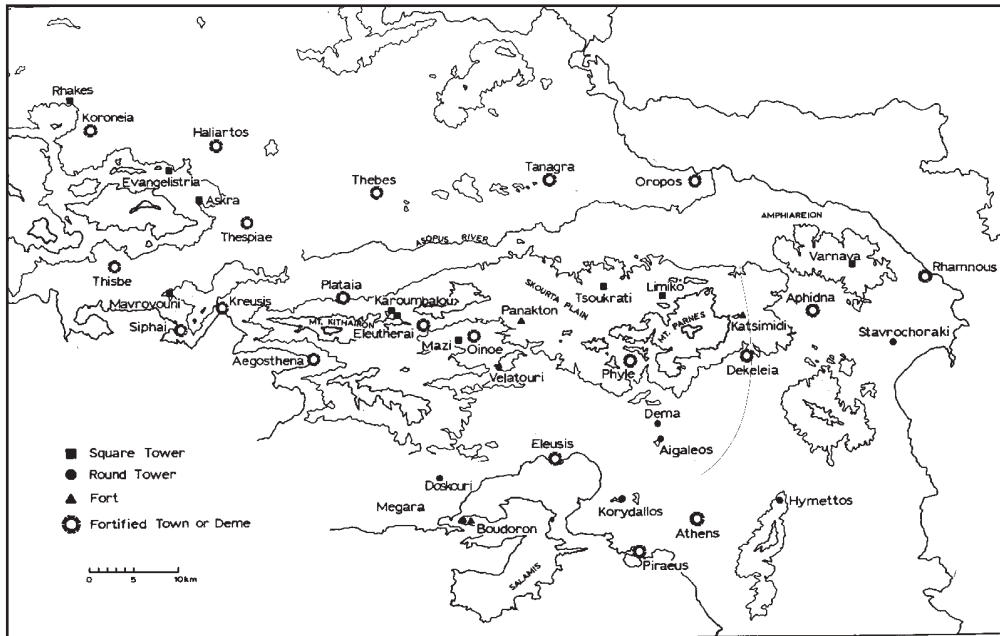 Rhakes
Koroneia
Haliartos
Evangelistria
Askra
Thebes
Tanagra
Oropos
Thespiae
ASOPUS RIVER
AMPHIAREION
Varnava
Rhamnous
Thisbe
Mavrovouni
Kreusis
Siphai
Plataia
Karoumbalou
MT. KITHAIRON
Eleutherai
Panakton
SKOURTA PLAIN
Tsoukrati
Limiko
MT. PARNES
Katsimidi
Aphidna
Stavrochoraki
Mazi
Oinoe
Aegosthena
Velatouri
Phyle
Dekeleia
Dema
Aigaleos
Eleusis
Square Tower
Round Tower
Fort
Fortified Town or Deme
Doskouri
Megara
Boudoron
Korydallos
Hymettos
Athens
Piraeus
SALAMIS
0 5 10km